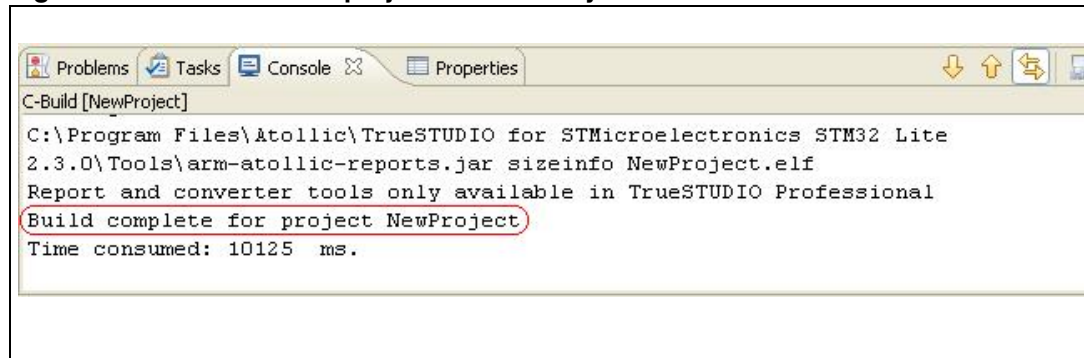 Problems Tasks Console Properties
C-Build [NewProject]
C:\Program Files\Atollic\TrueSTUDIO for STMicroelectronics STM32 Lite
2.3.0\Tools\arm-atollic-reports.jar sizeinfo NewProject.elf
Report and converter tools only available in TrueSTUDIO Professional
Build complete for project NewProject
Time consumed: 10125 ms.